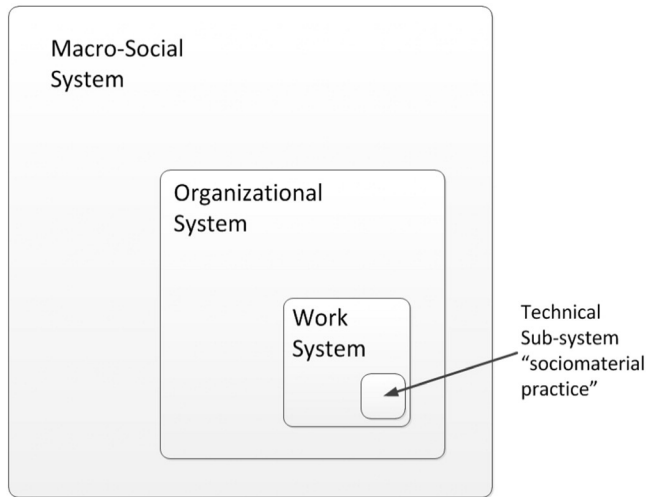 Macro-Social
System
Organizational
System
Work
System
Technical
Sub-system
“sociomaterial
practice”